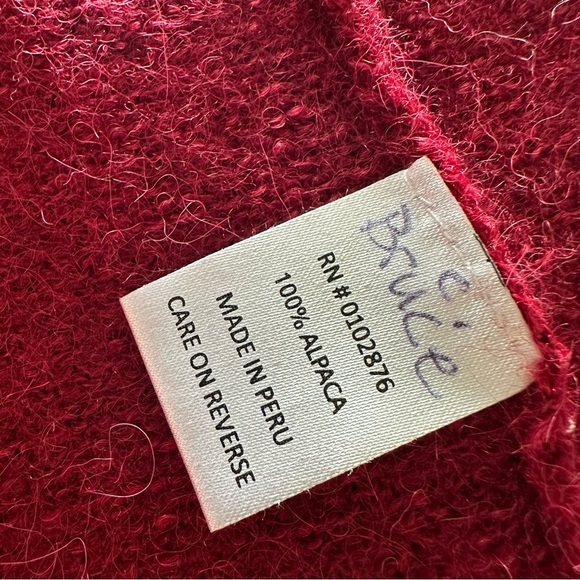 Bruce
RN # 0102876
100% ALPACA
MADE IN PERU
CARE ON REVERSE